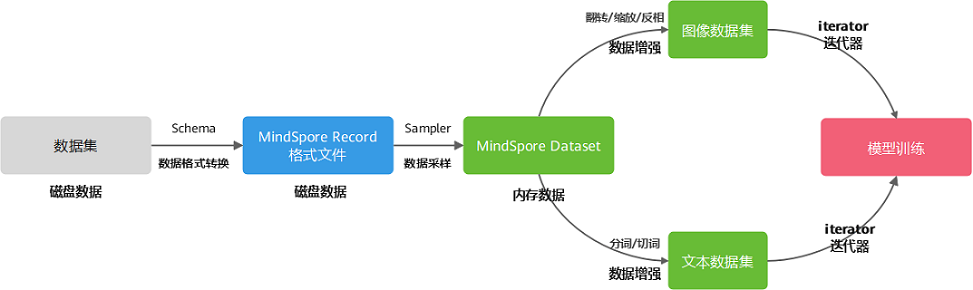 数据集
磁盘数据
Schema
数据格式转换
MindSpore Record
格式文件
磁盘数据
Sampler
数据采样
MindSpore Dataset
内存数据
翻转/缩放/反相
数据增强
图像数据集
iterator
迭代器
分词/切词
数据增强
文本数据集
iterator
迭代器
模型训练